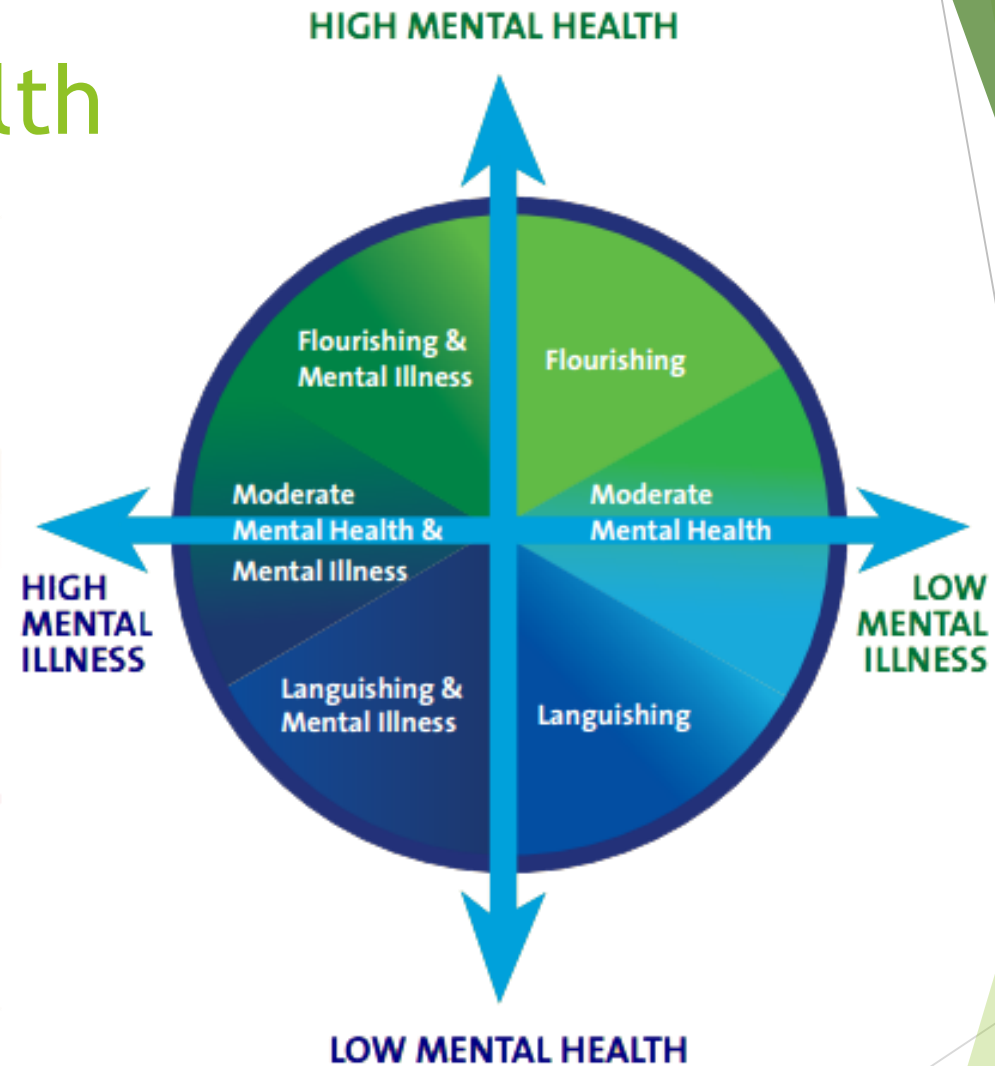 HIGH MENTAL HEALTH
lth
Flourishing &
Mental Illness
Flourishing
Moderate
Mental Health &
Mental Illness
Moderate
Mental Health
HIGH
MENTAL
ILLNESS
LOW
MENTAL
ILLNESS
Languishing &
Mental Illness
Languishing
LOW MENTAL HEALTH